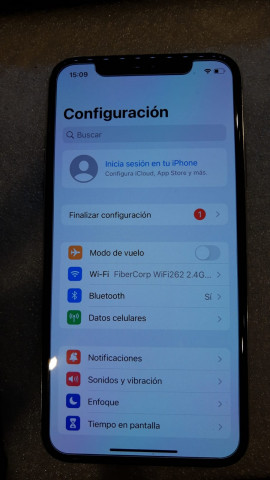 15:09
Configuración
Buscar
Inicia sesión en tu iPhone
Configura iCloud, App Store y más.
Finalizar configuración 1
Modo de vuelo
Wi-Fi FiberCorp WiFi262 2.4G...
Bluetooth Sí
Datos celulares
Notificaciones
Sonidos y vibración
Enfoque
Tiempo en pantalla